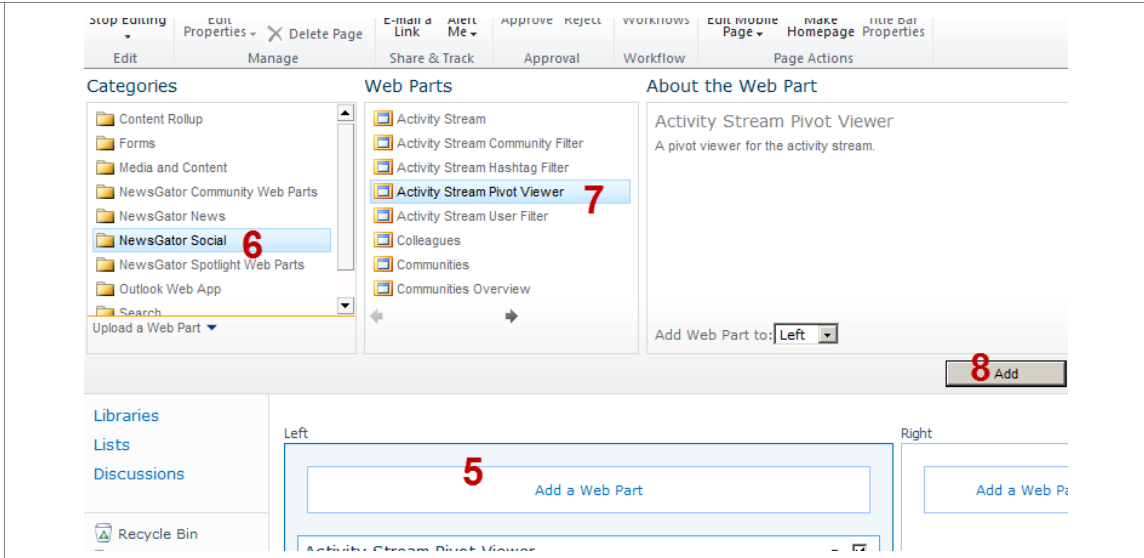 Stop Editing
Edit
Properties
Delete Page
E-mail a
Link
Alert
Me
Approve Reject
Workflows
Edit Mobile
Page
Make
Homepage
Title Bar
Properties
Edit
Manage
Share & Track
Approval
Workflow
Page Actions
Categories
Content Rollup
Forms
Media and Content
NewsGator Community Web Parts
NewsGator News
NewsGator Social 6
NewsGator Spotlight Web Parts
Outlook Web App
Search
Upload a Web Part
Web Parts
Activity Stream
Activity Stream Community Filter
Activity Stream Hashtag Filter
Activity Stream Pivot Viewer 7
Activity Stream User Filter
Colleagues
Communities
Communities Overview
About the Web Part
Activity Stream Pivot Viewer
A pivot viewer for the activity stream.
Add Web Part to: Left
8 Add
Libraries
Lists
Discussions
Recycle Bin
Left
5
Add a Web Part
Activity Stream Pivot Viewer
Right
Add a Web Pa